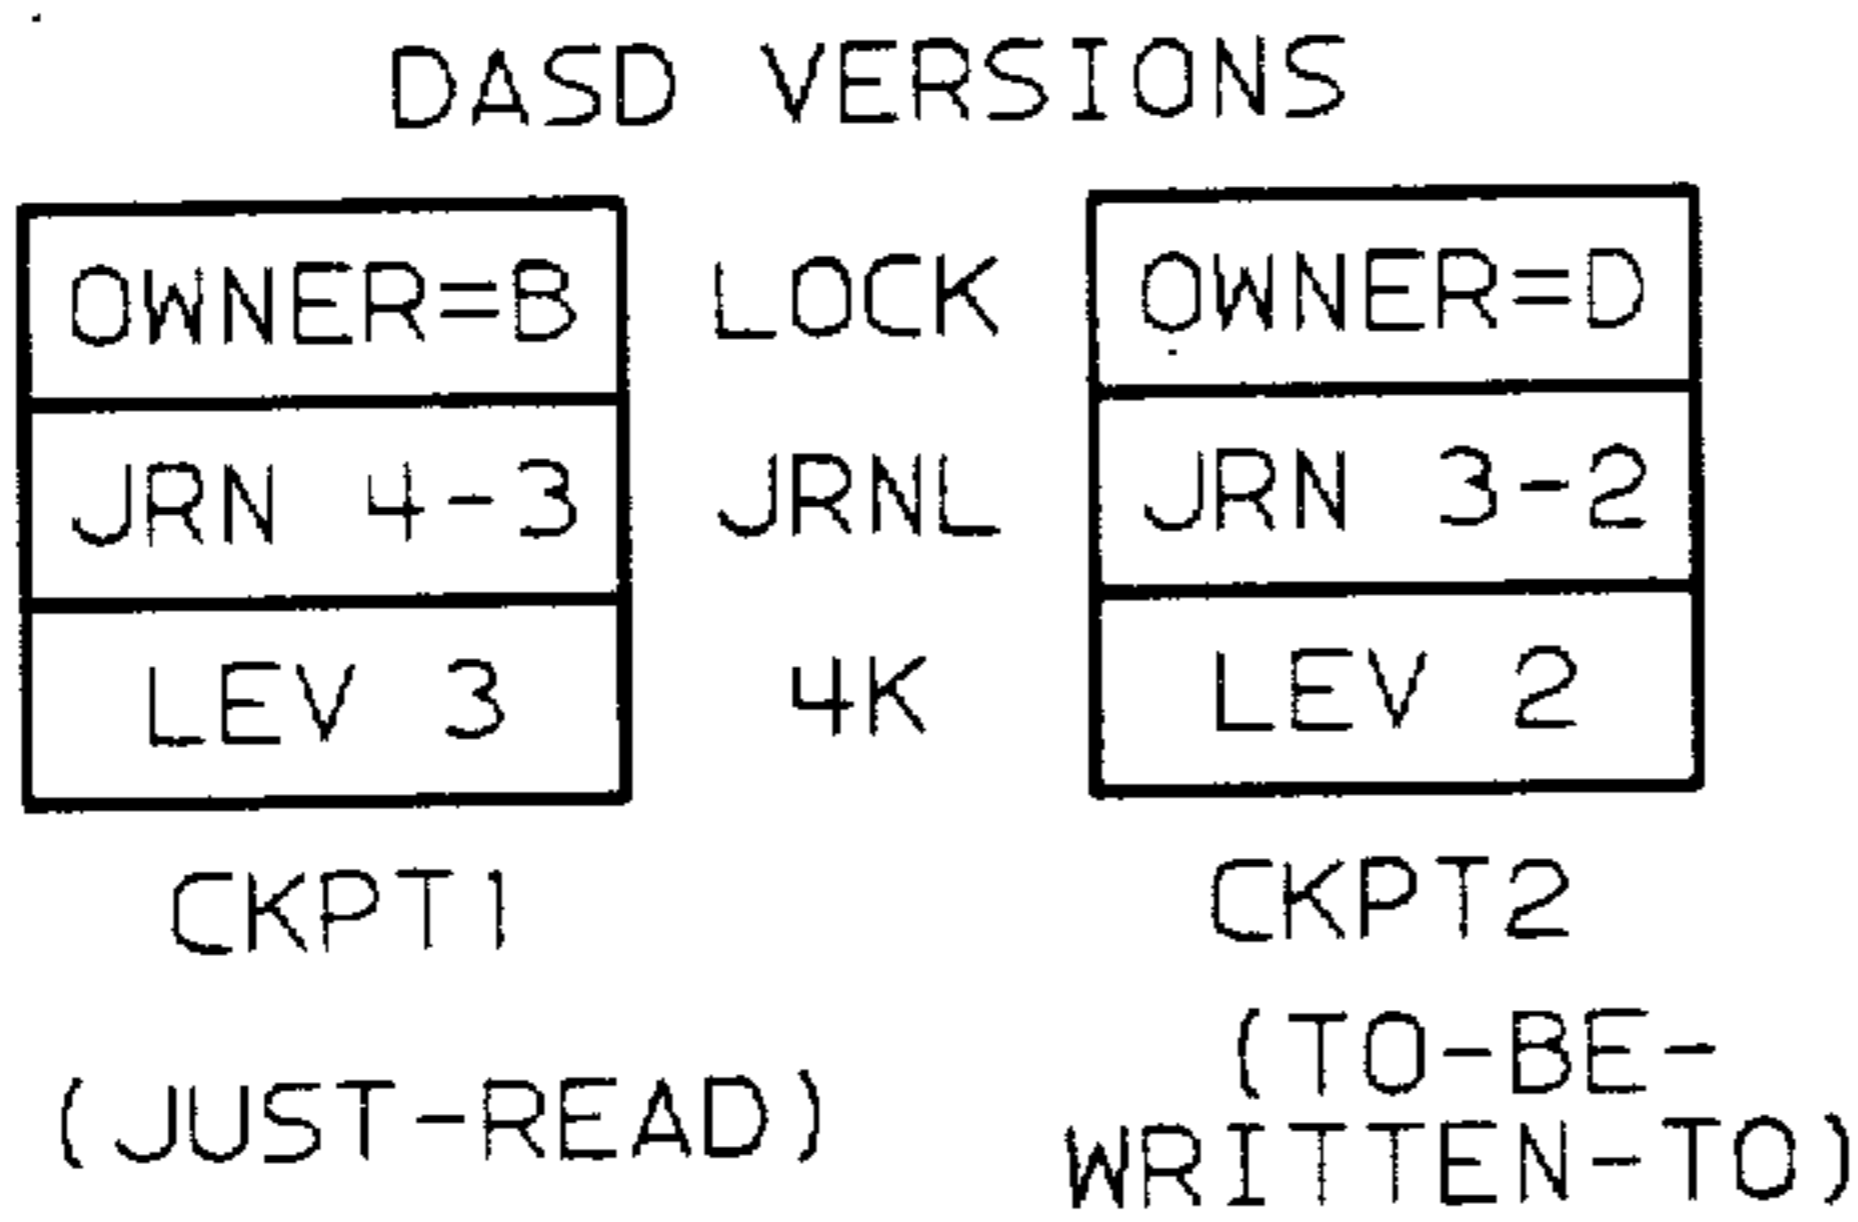 DASD VERSIONS
OWNER=B LOCK OWNER=D
JRN 4-3 JRNL JRN 3-2
LEV 3 4K LEV 2
CKPT1 CKPT2
(JUST-READ) (TO-BE-
WRITTEN-TO)